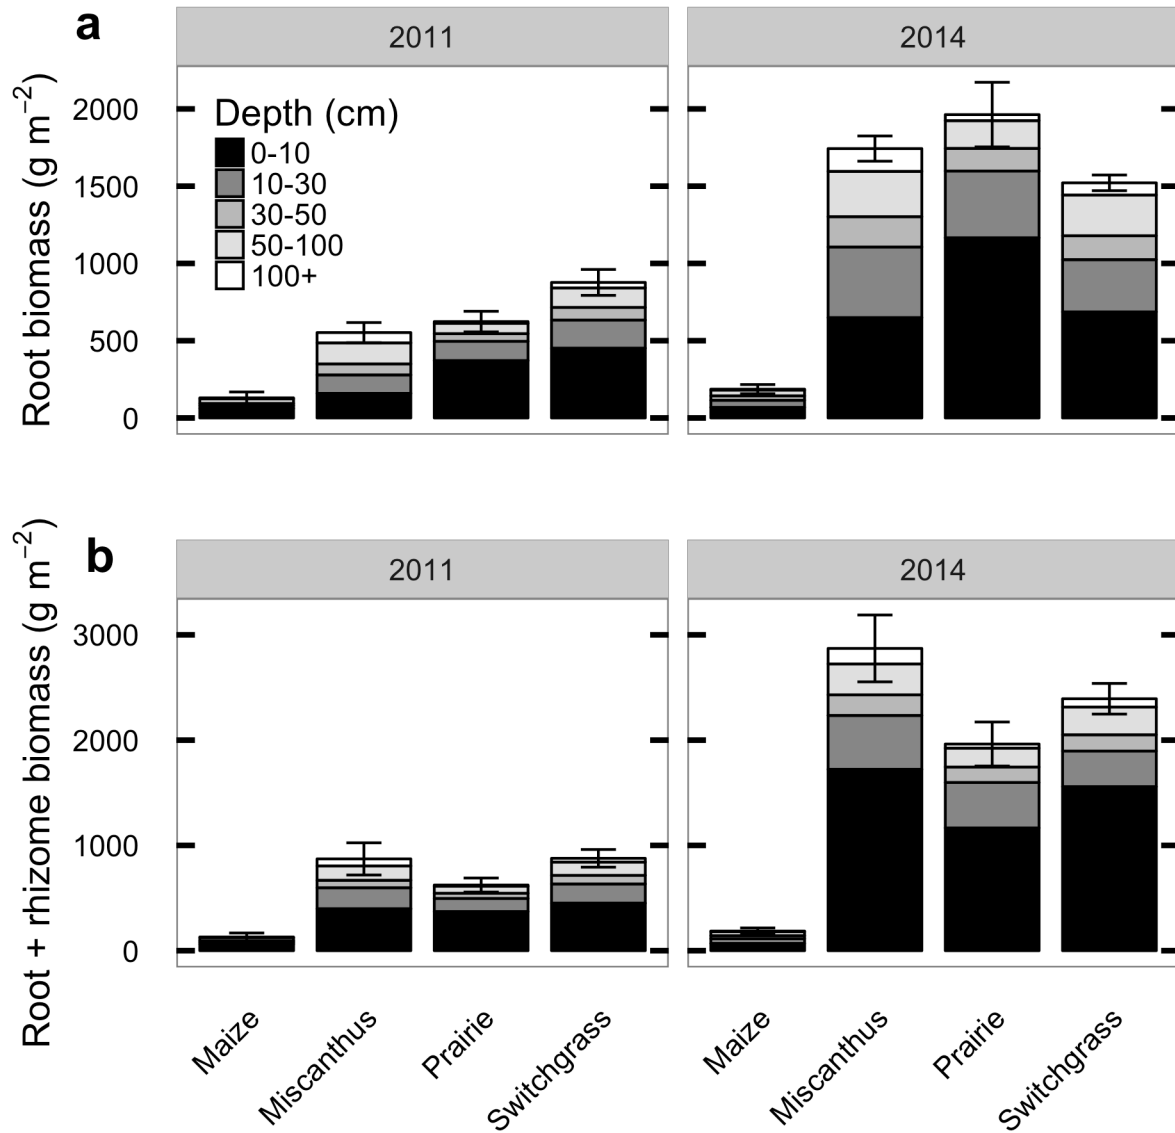 a
2011
2014
Root biomass (g m⁻²)
2000
1500
1000
500
0
Depth (cm)
0-10
10-30
30-50
50-100
100+
b
2011
2014
Root + rhizome biomass (g m⁻²)
3000
2000
1000
0
Maize
Miscanthus
Prairie
Switchgrass
Maize
Miscanthus
Prairie
Switchgrass